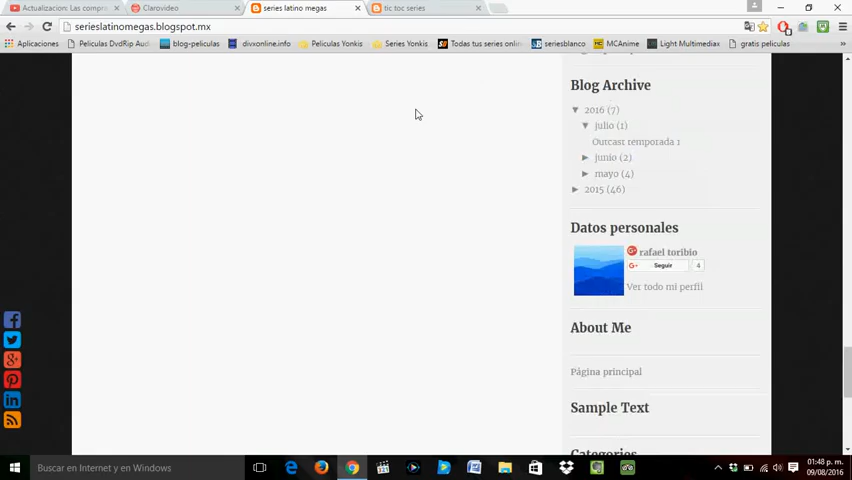 Actualizacion: Las compro
Clarovideo
series latino megas
tic toc series
serieslatinomegas.blogspot.mx
Aplicaciones
Peliculas DvdRip Aud
blog-peliculas
divxonline.info
Peliculas Yonkis
Series Yonkis
Todas tus series onlin
seriesblanco
MCAnime
Light Multimediax
gratis peliculas
Blog Archive
▼ 2016 (7)
▼ julio (1)
Outcast temporada 1
► junio (2)
► mayo (4)
► 2015 (46)
Datos personales
rafael toribio
G+ Seguir 4
Ver todo mi perfil
About Me
Página principal
Sample Text
Categories
Buscar en Internet y en Windows
01:48 p. m.
09/08/2016